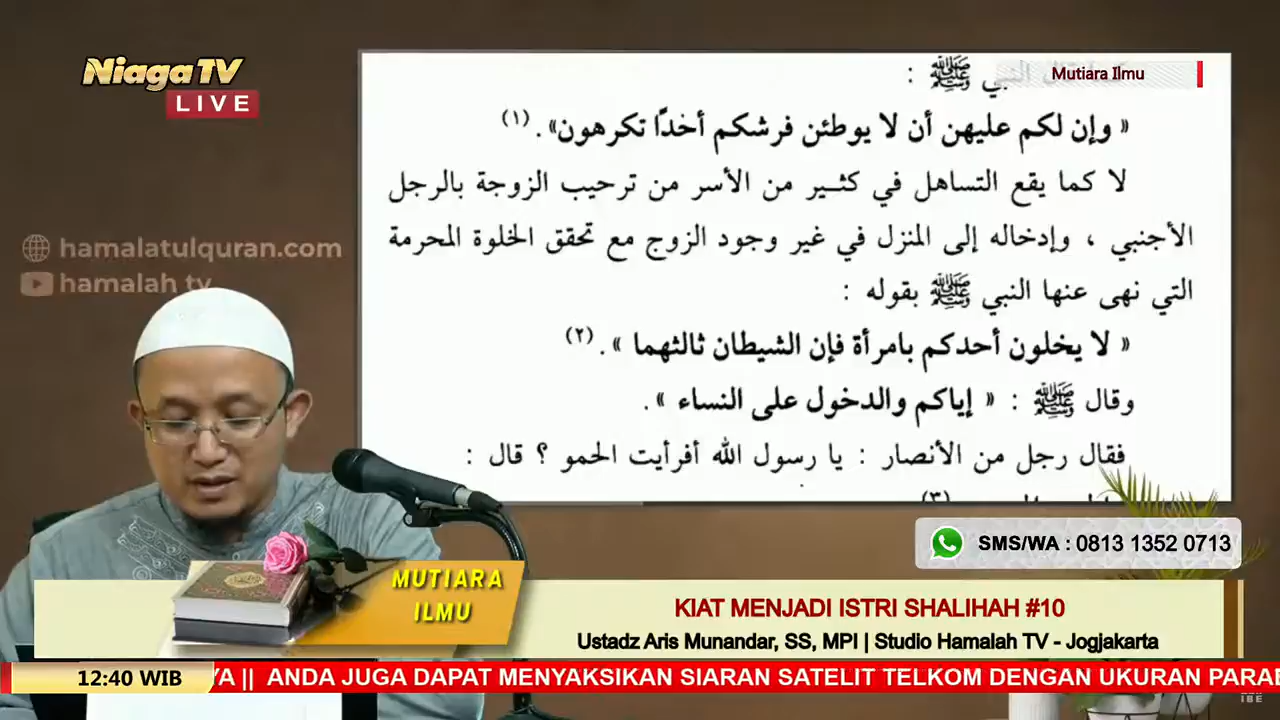 Niaga TV
LIVE
Mutiara Ilmu
النبي ﷺ :
« وإن لكم عليهن أن لا يوطئن فرشكم أحدًا تكرهون» . (١)
لا كما يقع التساهل في كثير من الأسر من ترحيب الزوجة بالرجل
الأجنبي ، وإدخاله إلى المنزل في غير وجود الزوج مع تحقق الخلوة المحرمة
التي نهى عنها النبي ﷺ بقوله :
« لا يخلون أحدكم بامرأة فإن الشيطان ثالثهما » . (٢)
وقال ﷺ : « إياكم والدخول على النساء » .
فقال رجل من الأنصار : يا رسول الله أفرأيت الحمو ؟ قال :
(٣)
hamalatulquran.com
hamalah tv
SMS/WA : 0813 1352 0713
MUTIARA
ILMU
KIAT MENJADI ISTRI SHALIHAH #10
Ustadz Aris Munandar, SS, MPI | Studio Hamalah TV - Jogjakarta
12:40 WIB
YA || ANDA JUGA DAPAT MENYAKSIKAN SIARAN SATELIT TELKOM DENGAN UKURAN PARAB